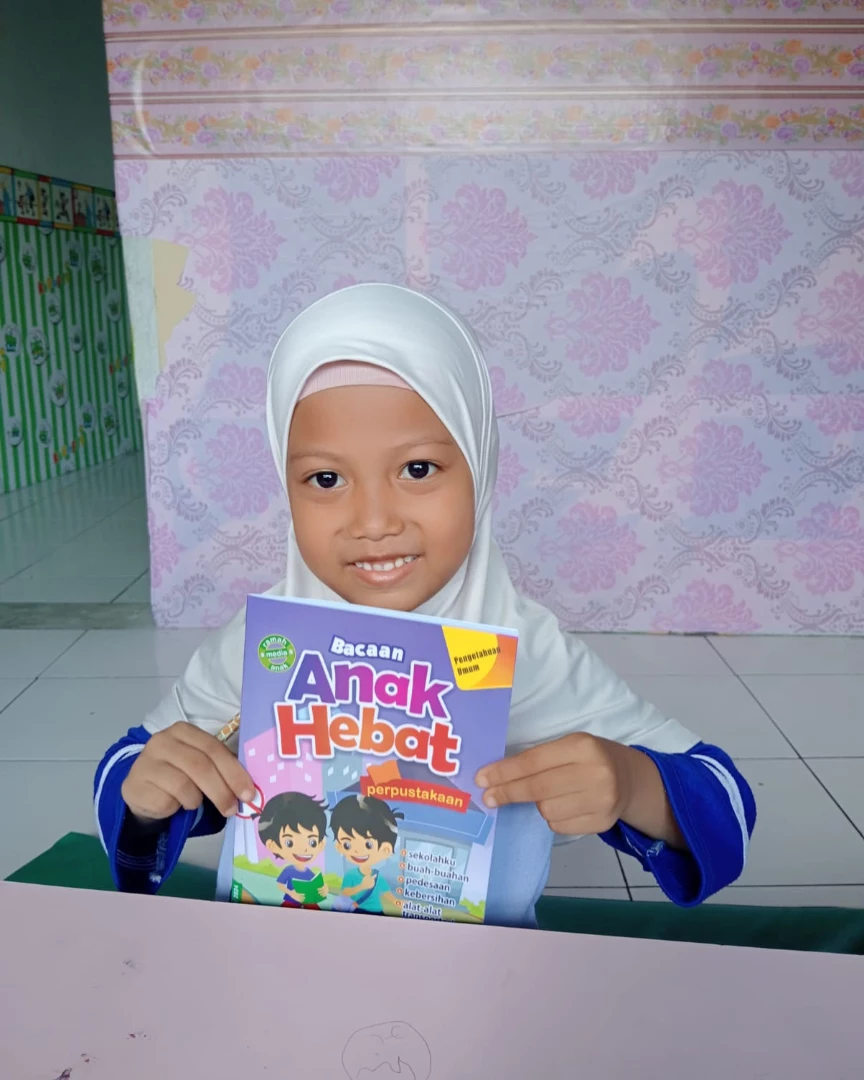 ramah
media
anak
Bacaan
Anak
Hebat
Pengetahuan
Umum
perpustakaan
sekolahku
buah-buahan
pedesaan
kebersihan
alat-alat